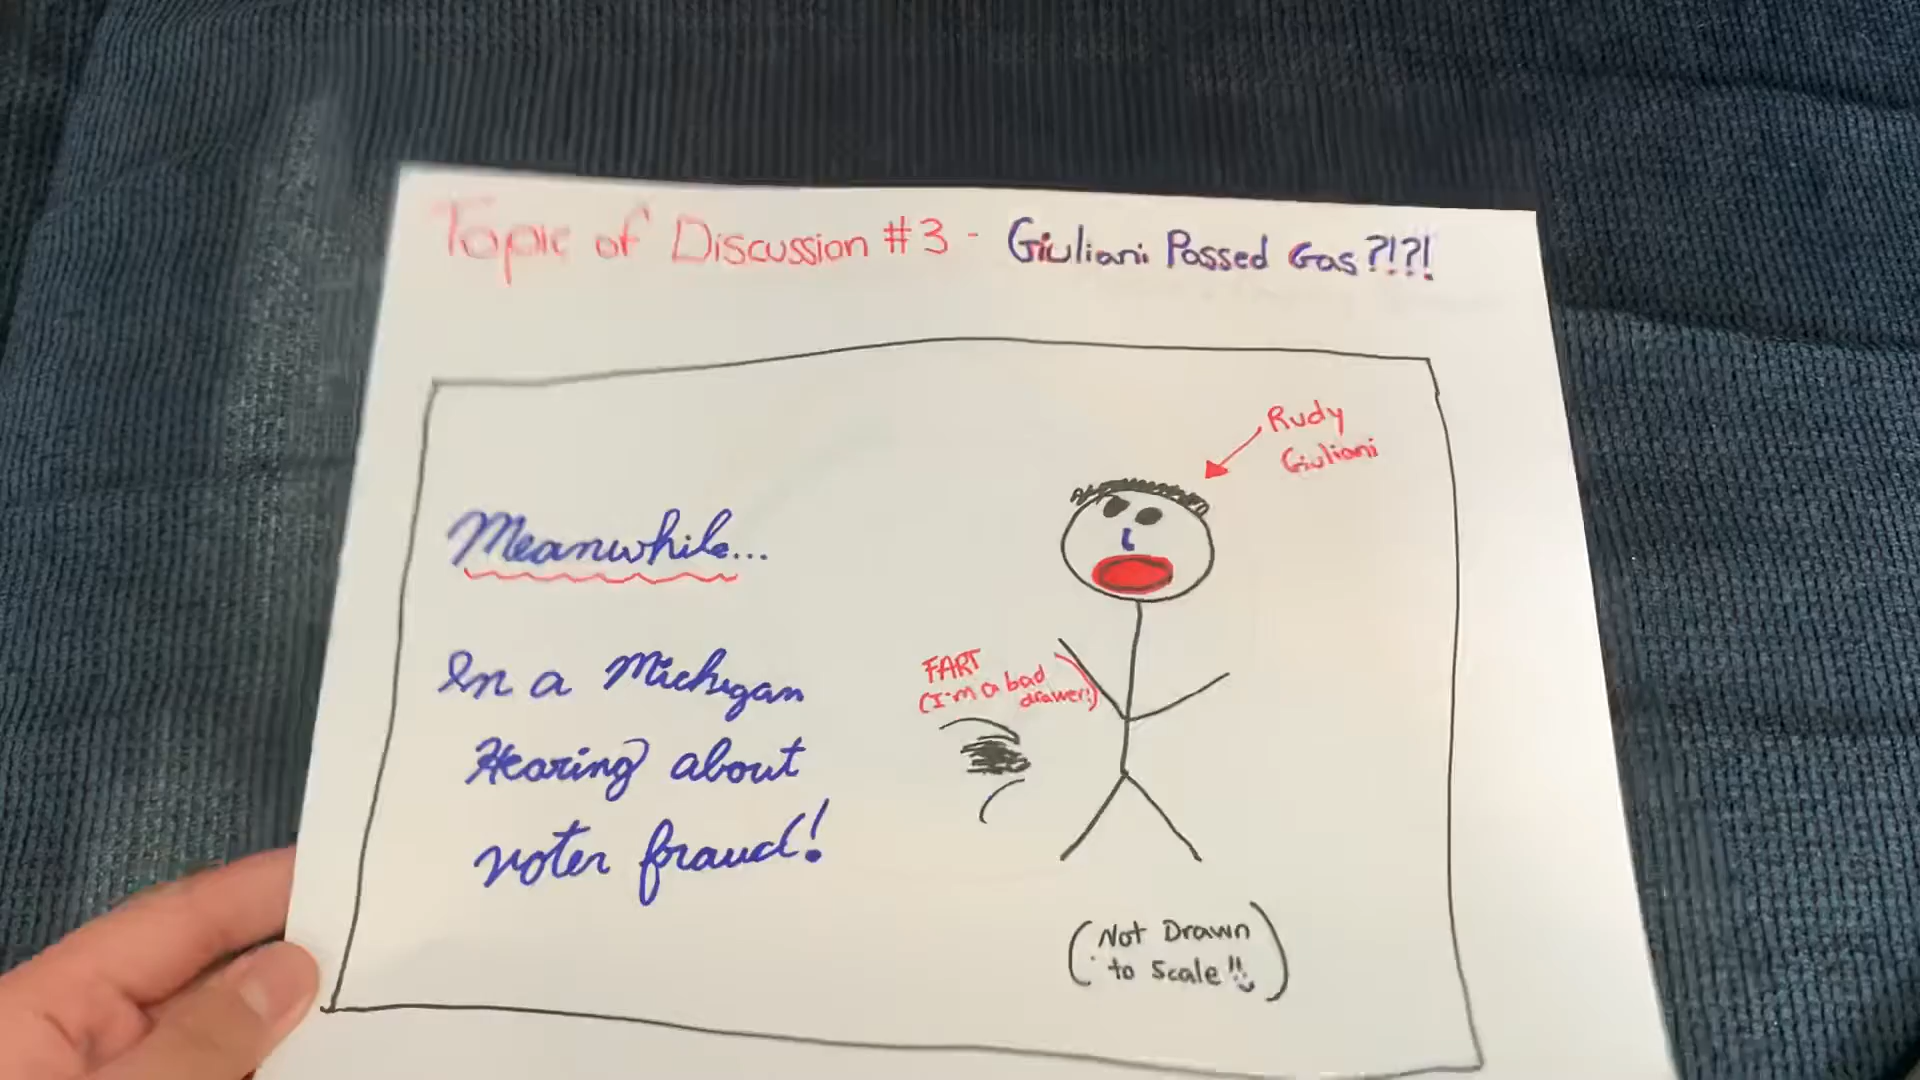 Topic of Discussion #3 - Giuliani Passed Gas?!?!
Rudy
Giuliani
Meanwhile...
In a Michigan
Hearing about
voter fraud!
FART
(I'm a bad
drawer!)
(Not Drawn
to Scale!!)